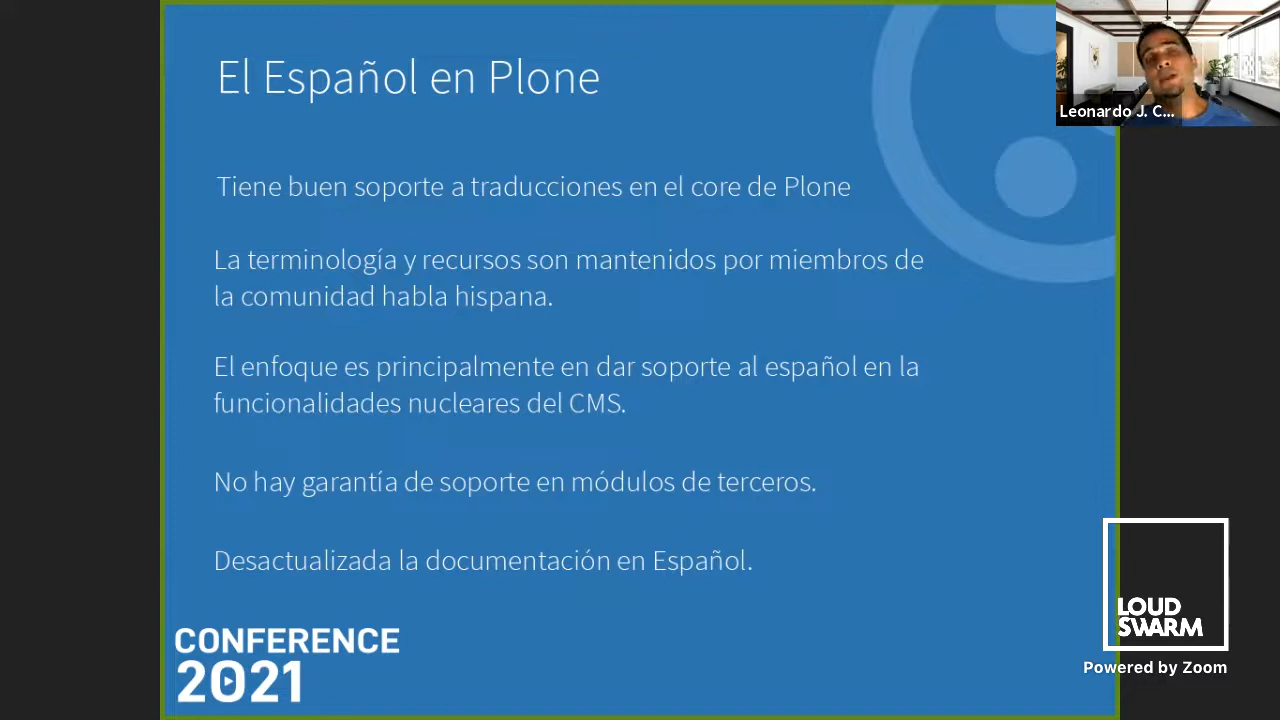 El Español en Plone
Leonardo J. C...
Tiene buen soporte a traducciones en el core de Plone
La terminología y recursos son mantenidos por miembros de
la comunidad habla hispana.
El enfoque es principalmente en dar soporte al español en la
funcionalidades nucleares del CMS.
No hay garantía de soporte en módulos de terceros.
Desactualizada la documentación en Español.
CONFERENCE
2021
LOUD
SWARM
Powered by Zoom